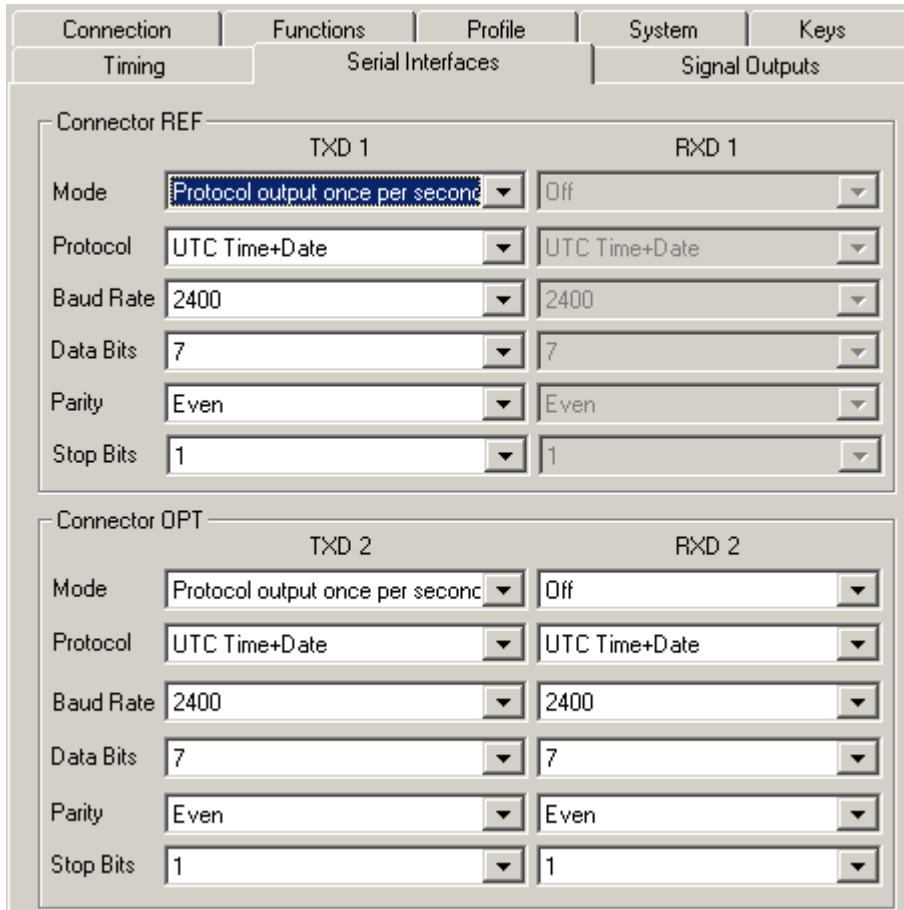 Connection Functions Profile System Keys
Timing Serial Interfaces Signal Outputs
Connector REF
TXD 1 RXD 1
Mode Protocol output once per second Off
Protocol UTC Time+Date UTC Time+Date
Baud Rate 2400 2400
Data Bits 7 7
Parity Even Even
Stop Bits 1 1
Connector OPT
TXD 2 RXD 2
Mode Protocol output once per second Off
Protocol UTC Time+Date UTC Time+Date
Baud Rate 2400 2400
Data Bits 7 7
Parity Even Even
Stop Bits 1 1